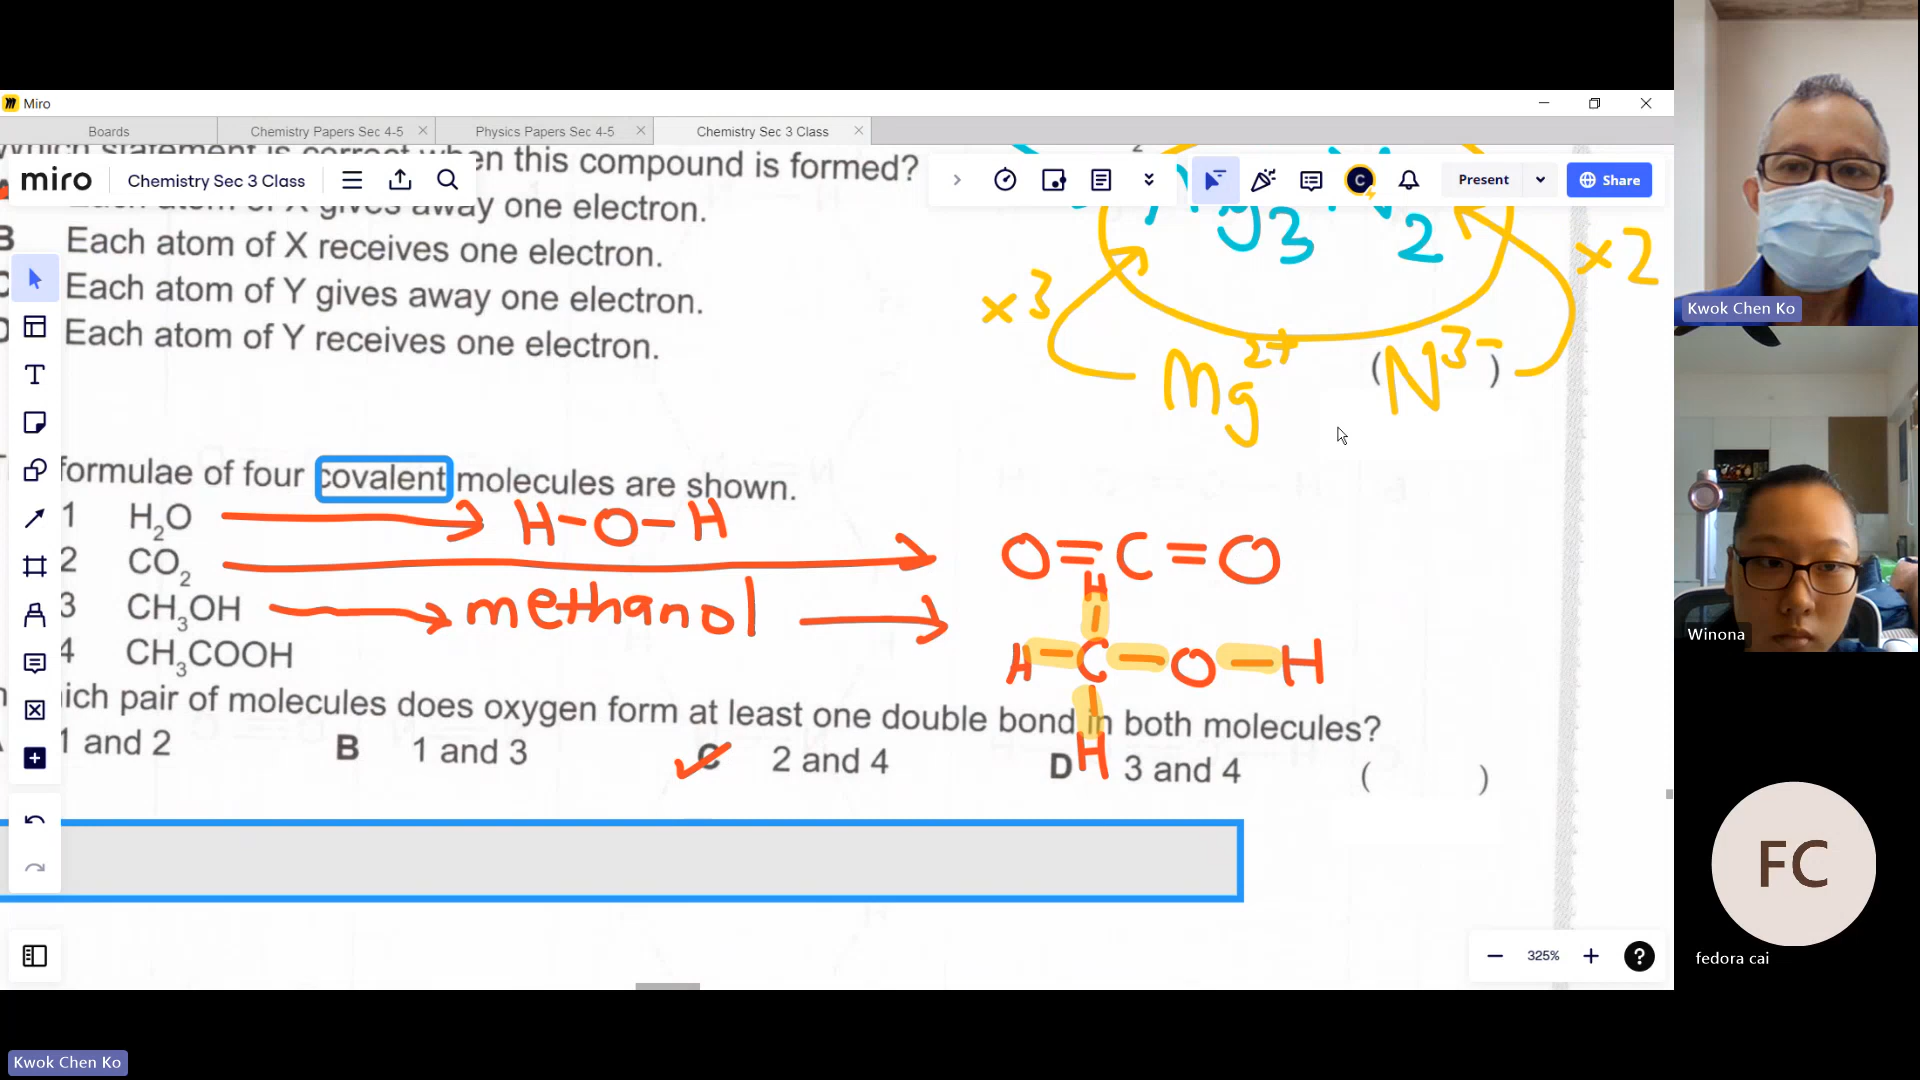 Miro
Boards
Chemistry Papers Sec 4-5
Physics Papers Sec 4-5
Chemistry Sec 3 Class
when this compound is formed?
miro
Chemistry Sec 3 Class
Present
Share
gives away one electron.
B Each atom of X receives one electron.
Each atom of Y gives away one electron.
Each atom of Y receives one electron.
3 2
x3
x2
Mg2+ (N3-)
formulae of four covalent molecules are shown.
1 H2O H-O-H
2 CO2 O=C=O
3 CH3OH methanol
H
H-C-O-H
H
4 CH3COOH
pair of molecules does oxygen form at least one double bond in both molecules?
1 and 2 B 1 and 3 C 2 and 4 D 3 and 4 ( )
325%
Kwok Chen Ko
Winona
FC
fedora cai
Kwok Chen Ko